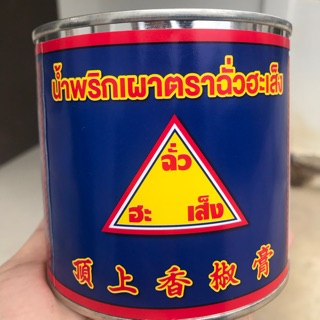 น้ำพริกเผาตราฉั่วฮะเส็ง
ฉั่ว
ฮะ เส็ง
頂上香椒膏